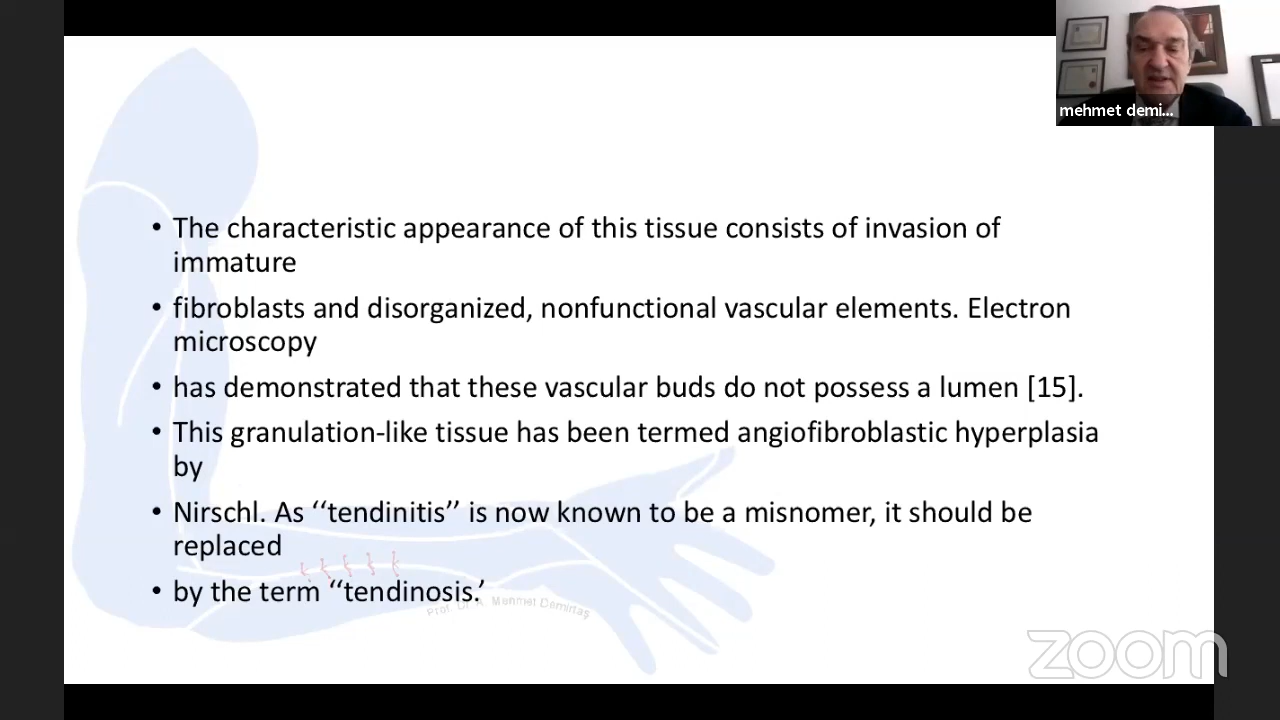 mehmet demi...
• The characteristic appearance of this tissue consists of invasion of
immature
• fibroblasts and disorganized, nonfunctional vascular elements. Electron
microscopy
• has demonstrated that these vascular buds do not possess a lumen [15].
• This granulation-like tissue has been termed angiofibroblastic hyperplasia
by
• Nirschl. As ‘‘tendinitis’’ is now known to be a misnomer, it should be
replaced
• by the term ‘‘tendinosis.’
Prof. Dr. A. Mehmet Demirtaş
zoom